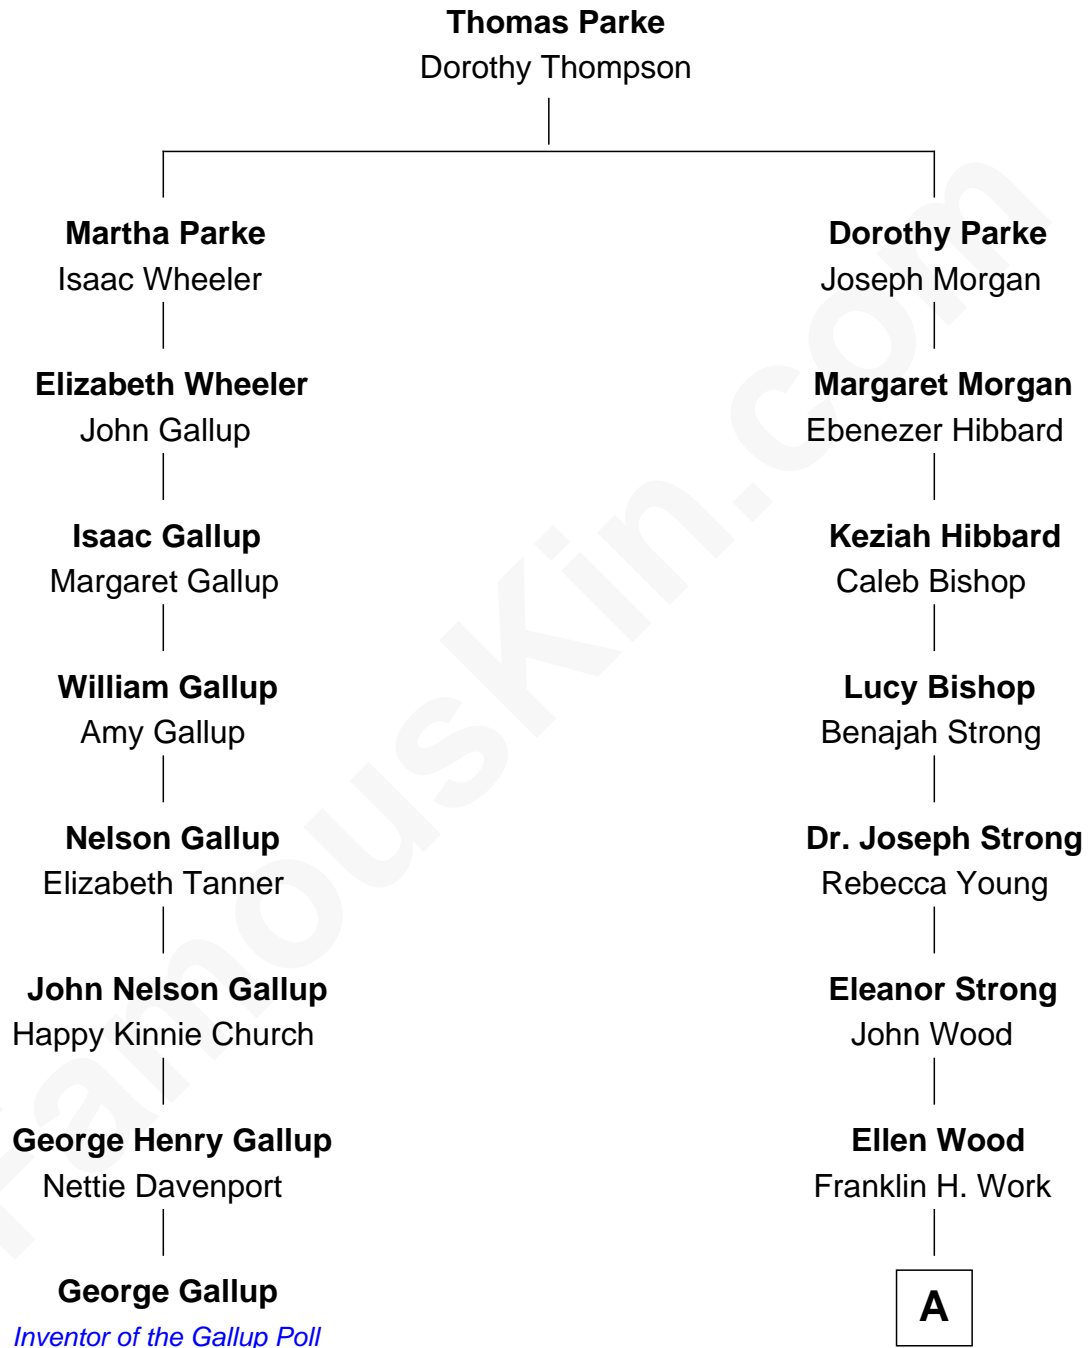 Thomas Parke
Dorothy Thompson
Martha Parke
Isaac Wheeler
Elizabeth Wheeler
John Gallup
Isaac Gallup
Margaret Gallup
William Gallup
Amy Gallup
Nelson Gallup
Elizabeth Tanner
John Nelson Gallup
Happy Kinnie Church
George Henry Gallup
Nettie Davenport
George Gallup
Inventor of the Gallup Poll
Dorothy Parke
Joseph Morgan
Margaret Morgan
Ebenezer Hibbard
Keziah Hibbard
Caleb Bishop
Lucy Bishop
Benajah Strong
Dr. Joseph Strong
Rebecca Young
Eleanor Strong
John Wood
Ellen Wood
Franklin H. Work
A
FamousKin.com